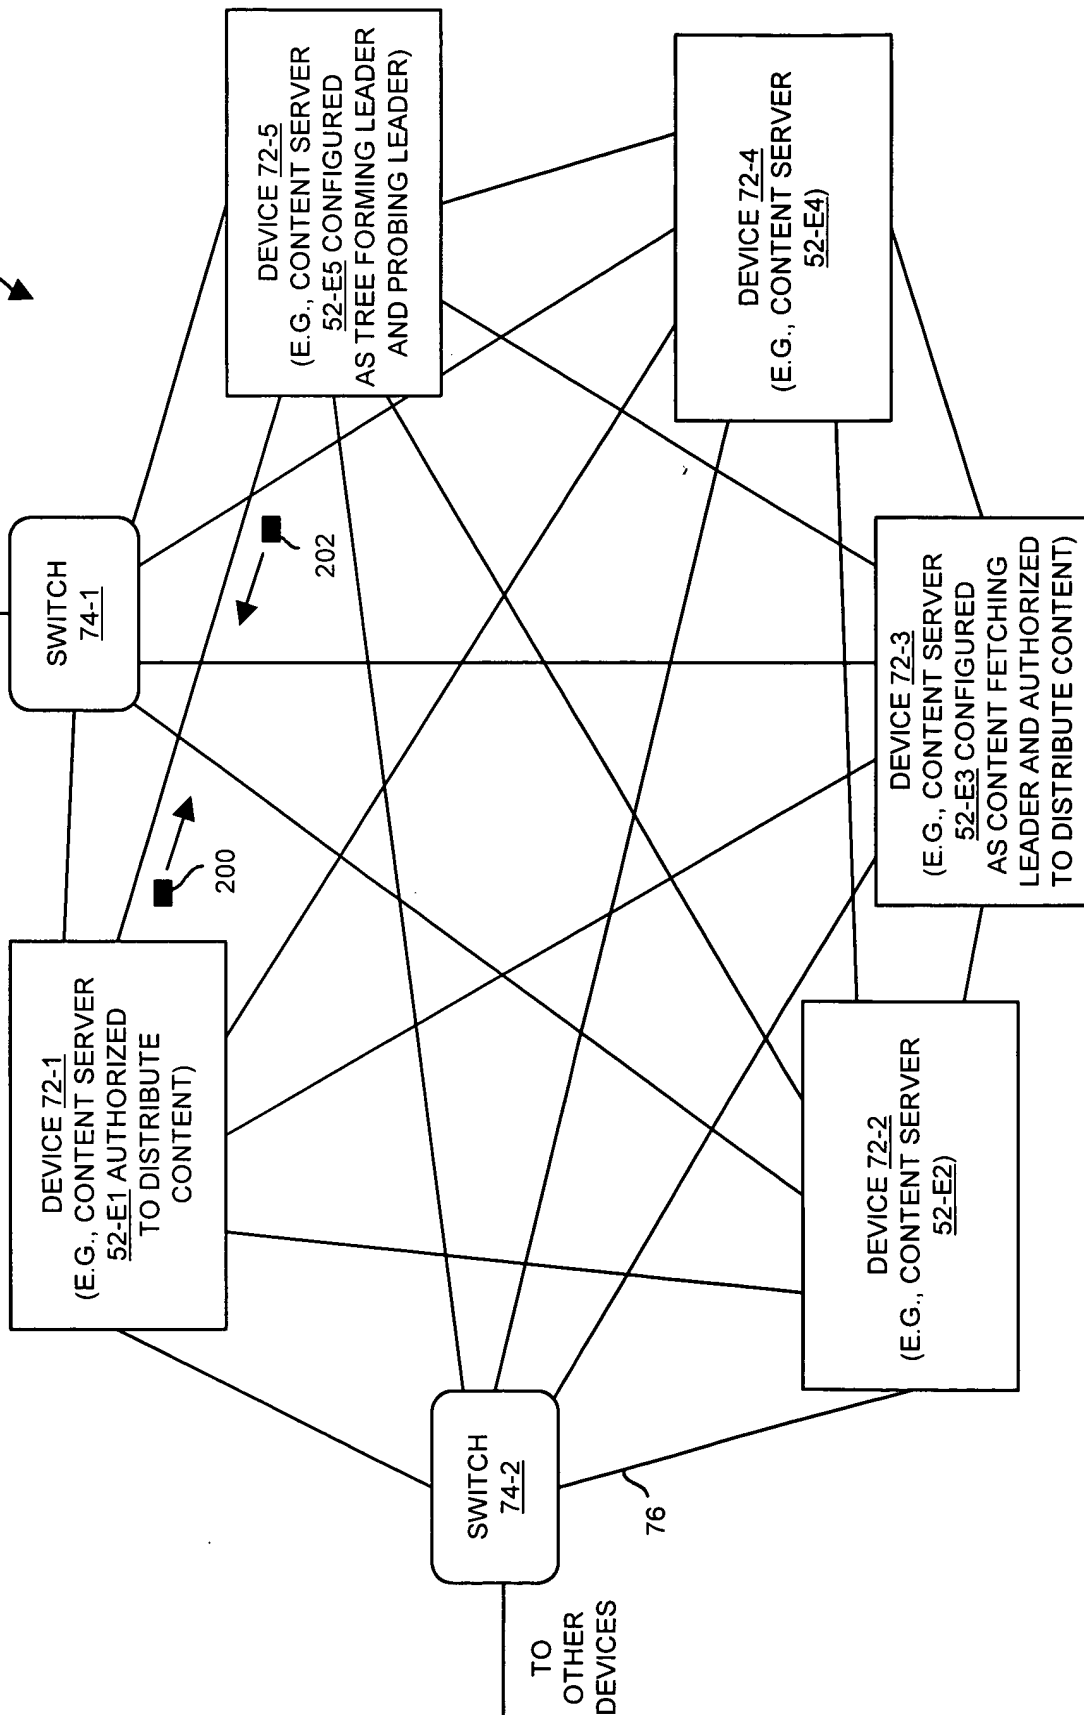 DEVICE 72-1
(E.G., CONTENT SERVER
52-E1 AUTHORIZED
TO DISTRIBUTE
CONTENT)
SWITCH
74-1
DEVICE 72-5
(E.G., CONTENT SERVER
52-E5 CONFIGURED
AS TREE FORMING LEADER
AND PROBING LEADER)
200
202
SWITCH
74-2
TO
OTHER
DEVICES
76
DEVICE 72-4
(E.G., CONTENT SERVER
52-E4)
DEVICE 72-2
(E.G., CONTENT SERVER
52-E2)
DEVICE 72-3
(E.G., CONTENT SERVER
52-E3 CONFIGURED
AS CONTENT FETCHING
LEADER AND AUTHORIZED
TO DISTRIBUTE CONTENT)